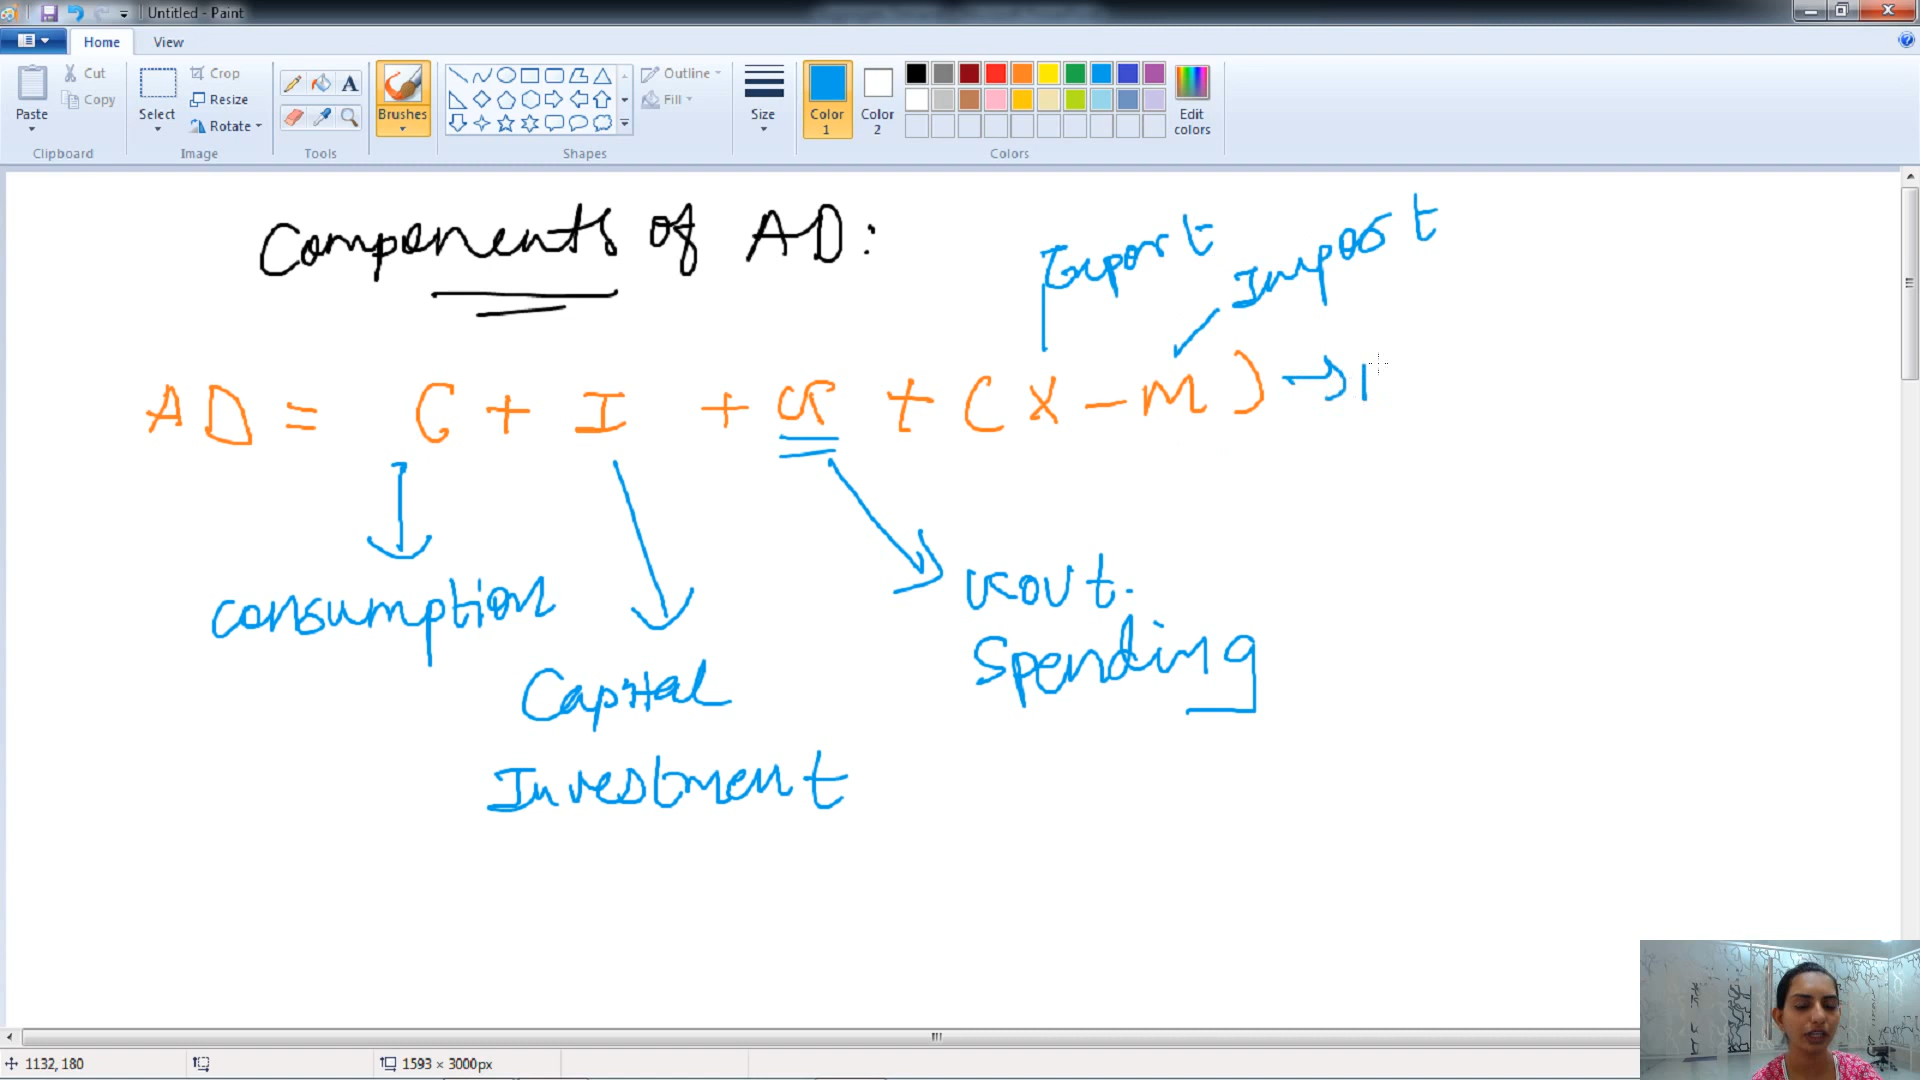 Untitled - Paint
Home View
Paste Cut Copy Select Crop Resize Rotate Brushes Outline Fill Size Color 1 Color 2 Edit colors
Clipboard Image Tools Shapes Colors
Components of AD:
Export Import
AD = C + I + G + (X - M)
consumption
Govt.
Spending
Capital
Investment
1132, 180 1593 × 3000px